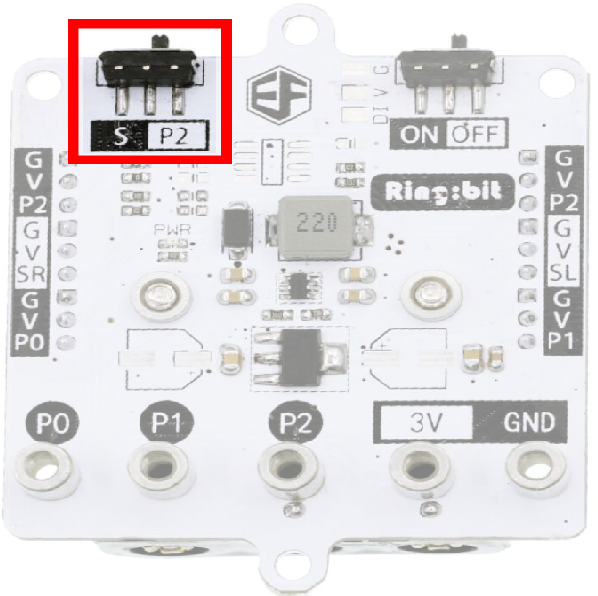 EF
DIV G
S P2
ON OFF
G
V
P2
G
V
SR
G
V
P0
PWR
220
Ring:bit
G
V
P2
G
V
SL
G
V
P1
P0 P1 P2 3V GND